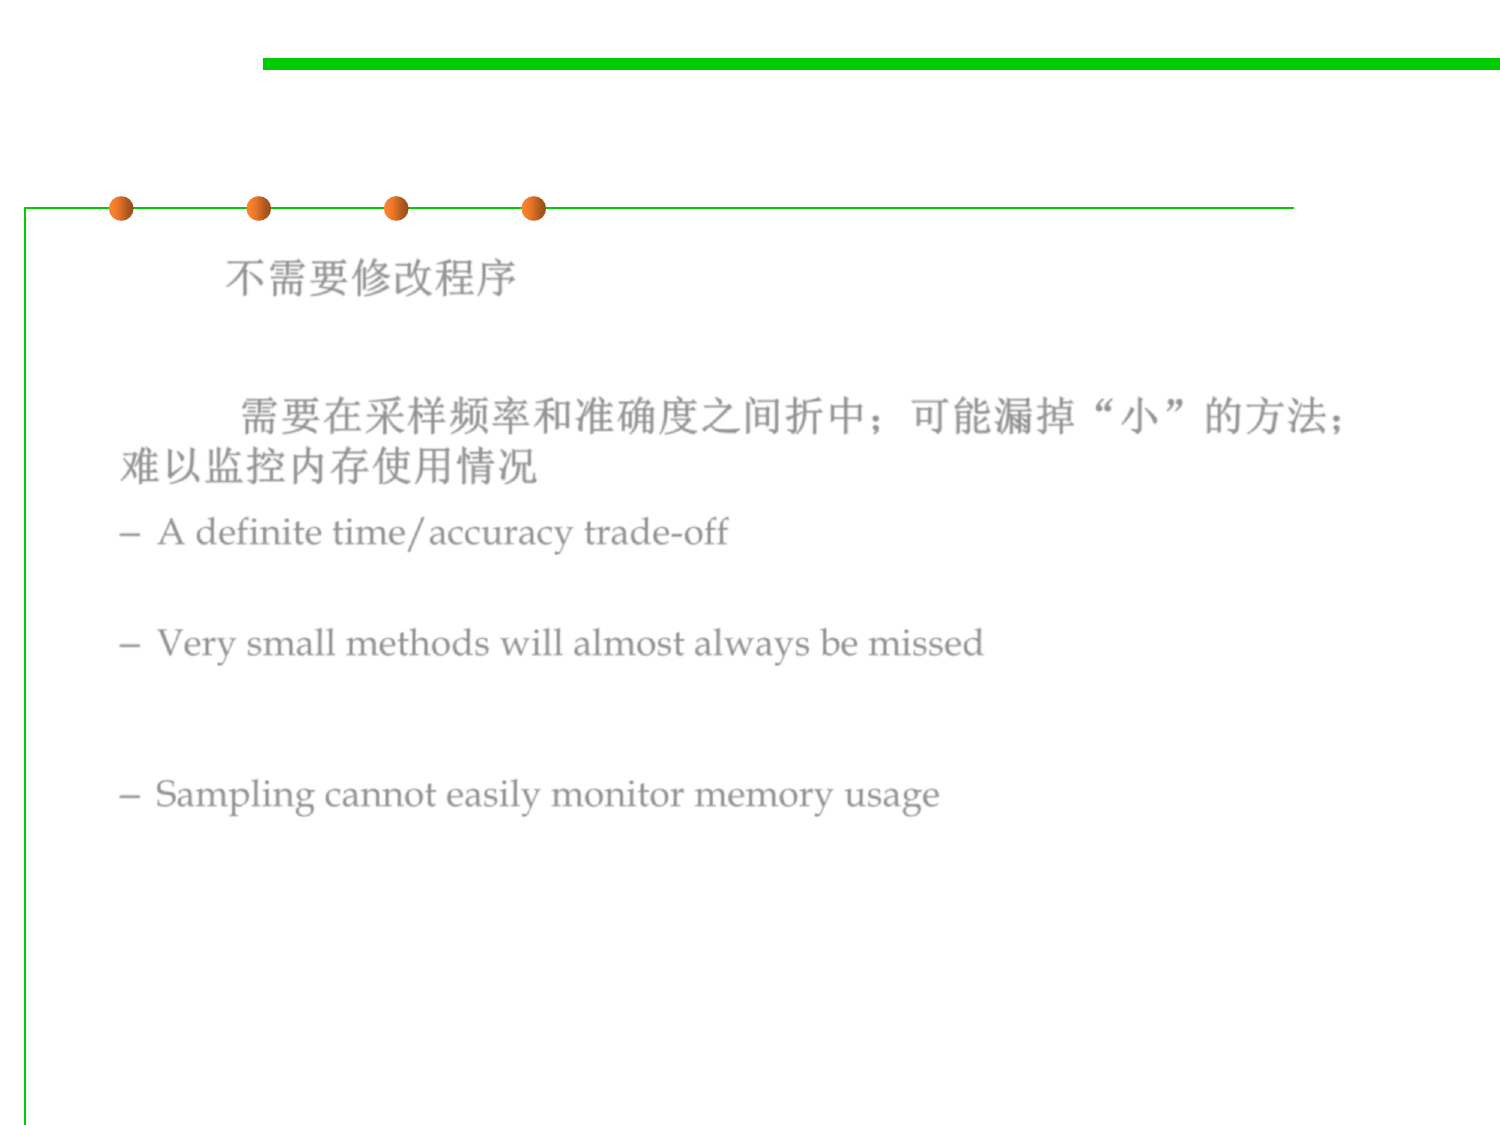 不需要修改程序
需要在采样频率和准确度之间折中；可能漏掉“小”的方法；
难以监控内存使用情况
– A definite time/accuracy trade-off
– Very small methods will almost always be missed
– Sampling cannot easily monitor memory usage